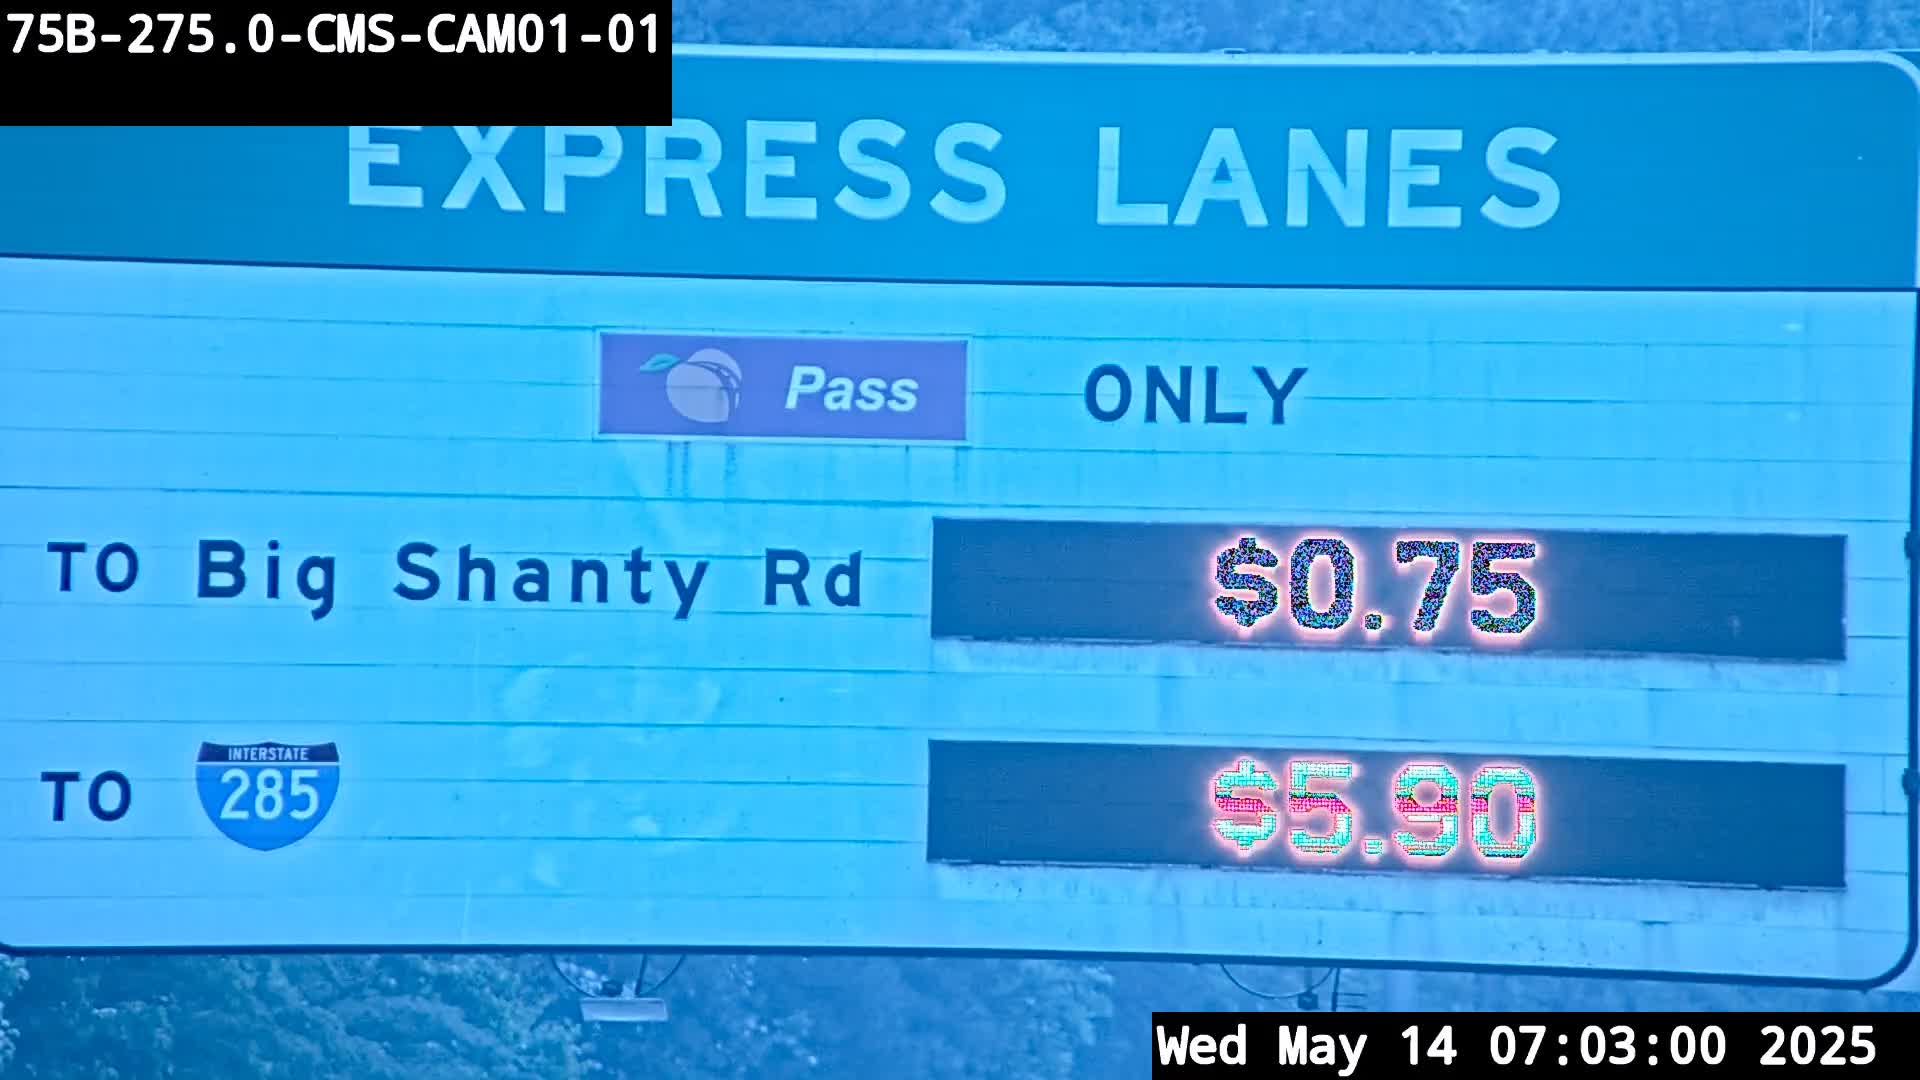 75B-275.0-CMS-CAM01-01
EXPRESS LANES
Pass ONLY
TO Big Shanty Rd $0.75
INTERSTATE
TO 285 $5.90
Wed May 14 07:03:00 2025